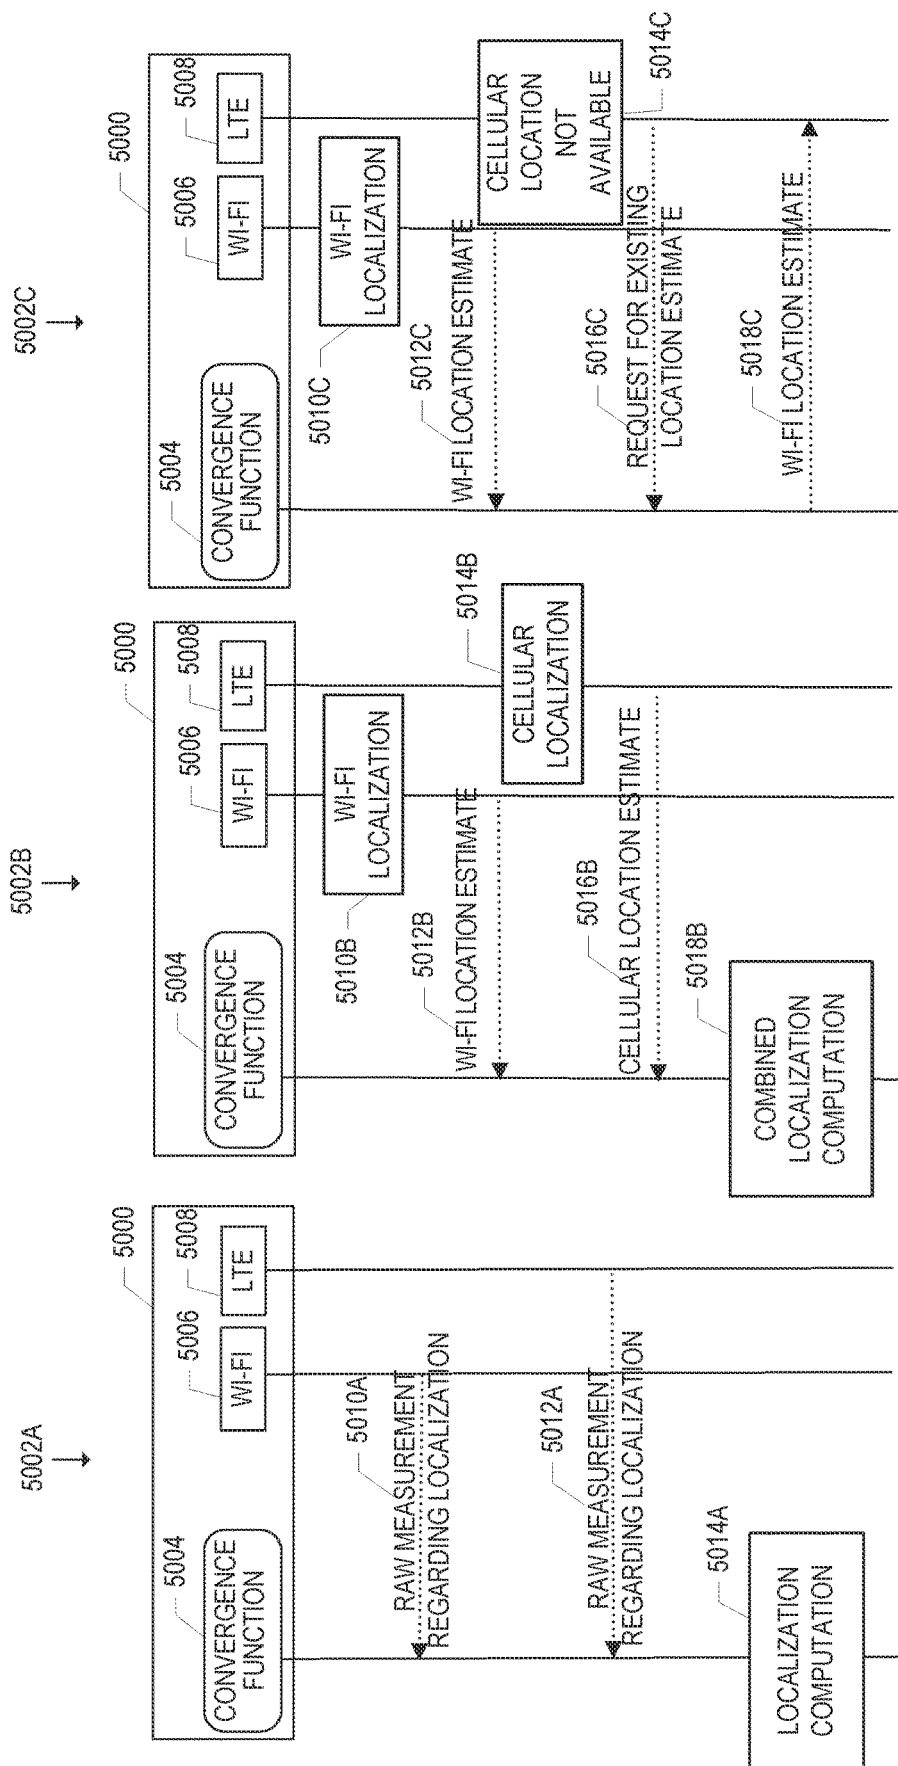 5002A
5000
5004
CONVERGENCE
FUNCTION
5006
WI-FI
5008
LTE
5010A
RAW MEASUREMENT
REGARDING LOCALIZATION
5012A
RAW MEASUREMENT
REGARDING LOCALIZATION
5014A
LOCALIZATION
COMPUTATION
5002B
5000
5004
CONVERGENCE
FUNCTION
5006
WI-FI
5008
LTE
5010B
WI-FI
LOCALIZATION
5012B
WI-FI LOCATION ESTIMATE
5014B
CELLULAR
LOCALIZATION
5016B
CELLULAR LOCATION ESTIMATE
5018B
COMBINED
LOCALIZATION
COMPUTATION
5002C
5000
5004
CONVERGENCE
FUNCTION
5006
WI-FI
5008
LTE
5010C
WI-FI
LOCALIZATION
5012C
WI-FI LOCATION ESTIMATE
CELLULAR
LOCATION
NOT
AVAILABLE
5014C
5016C
REQUEST FOR EXISTING
LOCATION ESTIMATE
5018C
WI-FI LOCATION ESTIMATE